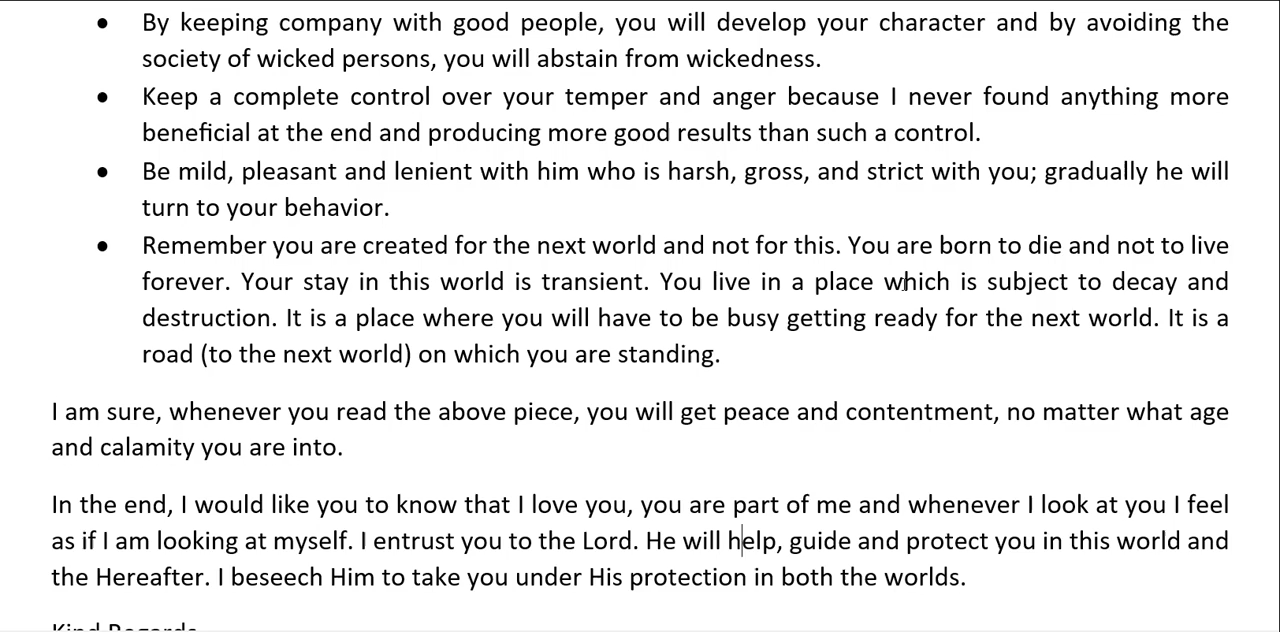 • By keeping company with good people, you will develop your character and by avoiding the
society of wicked persons, you will abstain from wickedness.
• Keep a complete control over your temper and anger because I never found anything more
beneficial at the end and producing more good results than such a control.
• Be mild, pleasant and lenient with him who is harsh, gross, and strict with you; gradually he will
turn to your behavior.
• Remember you are created for the next world and not for this. You are born to die and not to live
forever. Your stay in this world is transient. You live in a place which is subject to decay and
destruction. It is a place where you will have to be busy getting ready for the next world. It is a
road (to the next world) on which you are standing.
I am sure, whenever you read the above piece, you will get peace and contentment, no matter what age
and calamity you are into.
In the end, I would like you to know that I love you, you are part of me and whenever I look at you I feel
as if I am looking at myself. I entrust you to the Lord. He will help, guide and protect you in this world and
the Hereafter. I beseech Him to take you under His protection in both the worlds.
Kind Regards